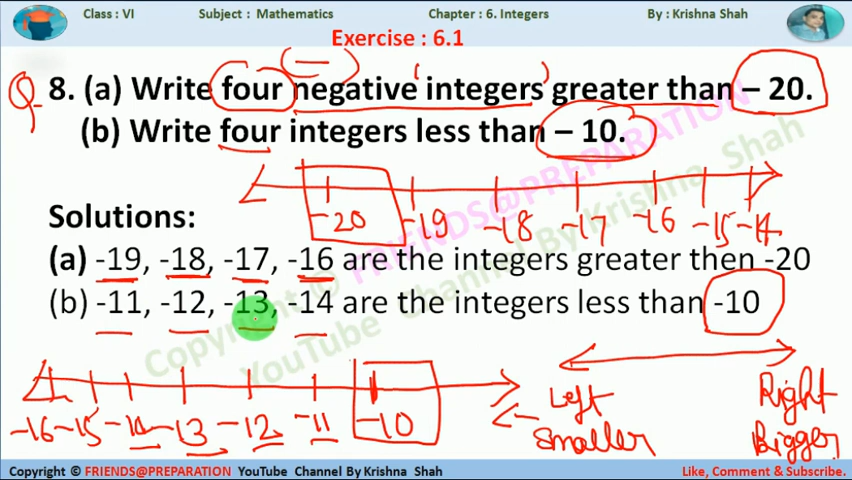 Class : VI Subject : Mathematics Chapter : 6. Integers By : Krishna Shah
Exercise : 6.1
Q. 8. (a) Write four negative integers greater than – 20.
(b) Write four integers less than – 10.
-20 -19 -18 -17 -16 -15 -14
Solutions:
(a) -19, -18, -17, -16 are the integers greater then -20
(b) -11, -12, -13, -14 are the integers less than -10
-16 -15 -14 -13 -12 -11 -10
Left Right
Smaller Bigger
Copyright © FRIENDS@PREPARATION
YouTube Channel By Krishna Shah
Copyright © FRIENDS@PREPARATION YouTube Channel By Krishna Shah Like, Comment & Subscribe.